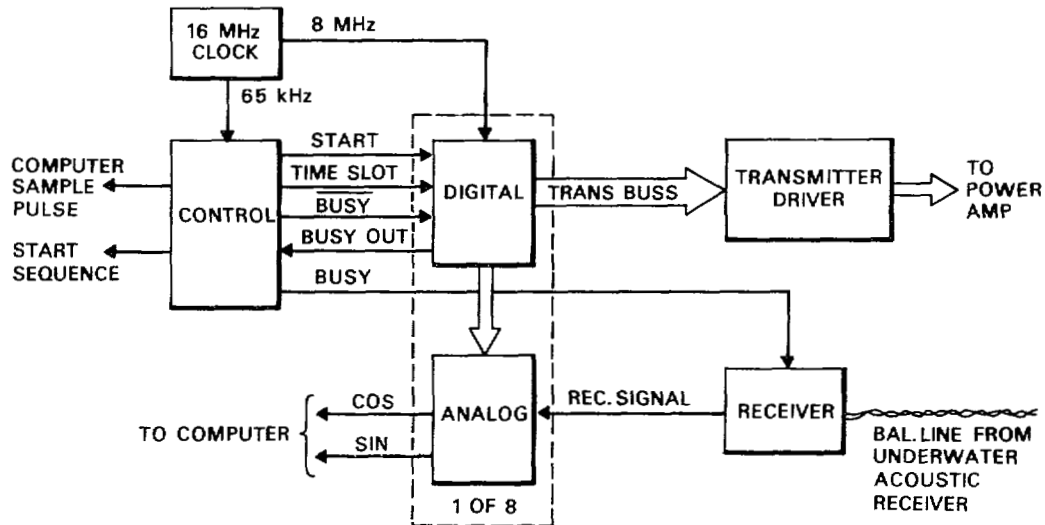 16 MHz
CLOCK
8 MHz
65 kHz
COMPUTER
SAMPLE
PULSE
START
SEQUENCE
CONTROL
START
TIME SLOT
BUSY
BUSY OUT
BUSY
DIGITAL
TRANS BUSS
TRANSMITTER
DRIVER
TO
POWER
AMP
TO COMPUTER
COS
SIN
ANALOG
1 OF 8
REC. SIGNAL
RECEIVER
BAL. LINE FROM
UNDERWATER
ACOUSTIC
RECEIVER